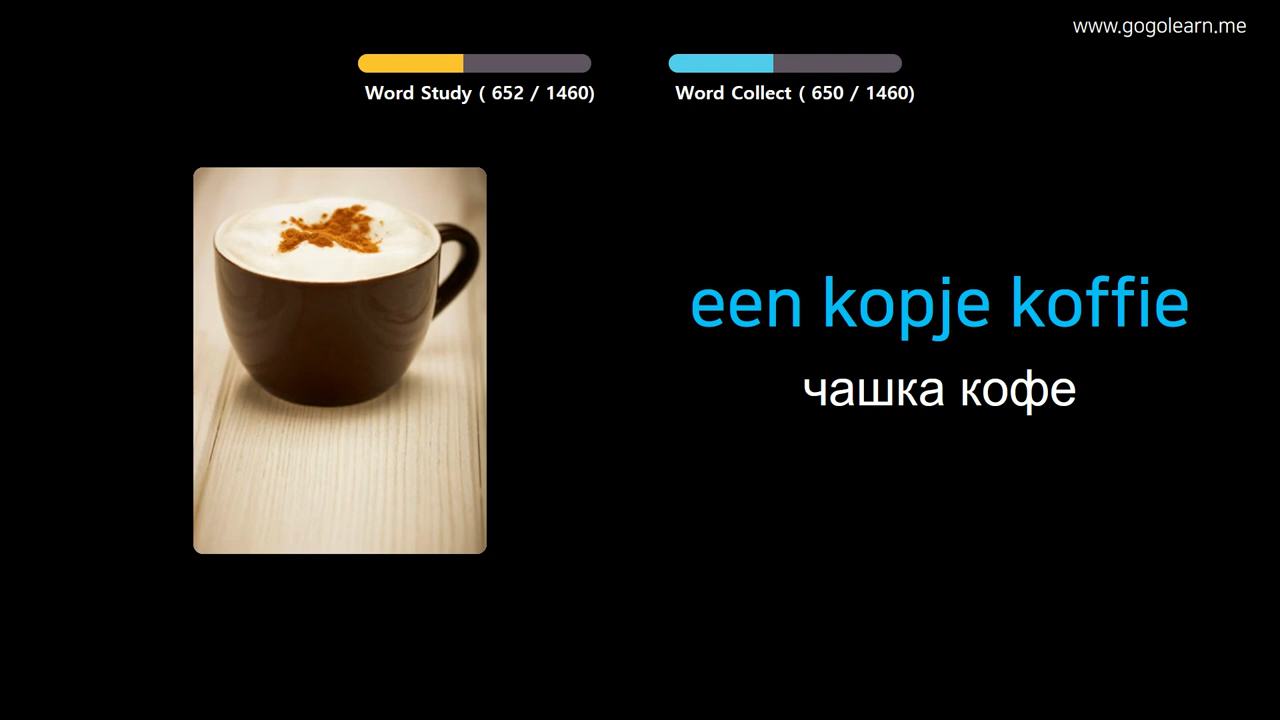 www.gogolearn.me
Word Study ( 652 / 1460)
Word Collect ( 650 / 1460)
een kopje koffie
чашка кофе